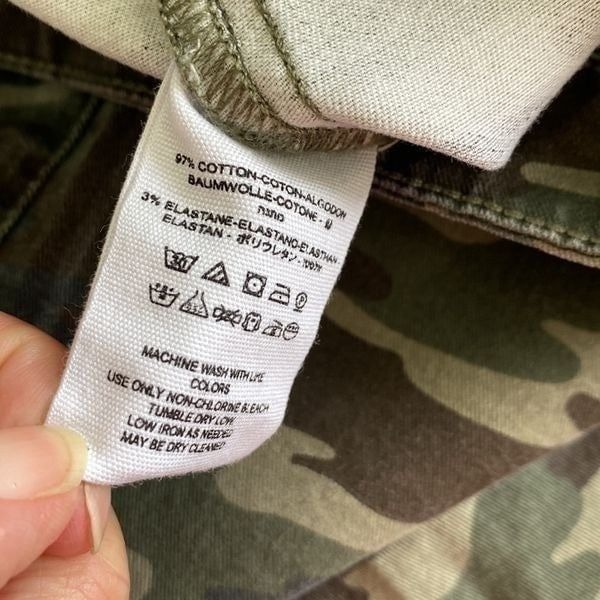 97% COTTON-COTON-ALGODON
BAUMWOLLE-COTONE-
כותנה
3% ELASTANE-ELASTANO-ELASTHAN-
ELASTAN - ポリウレタン -
MACHINE WASH WITH LIKE
COLORS
USE ONLY NON-CHLORINE BLEACH
TUMBLE DRY LOW
LOW IRON AS NEEDED
MAY BE DRY CLEANED